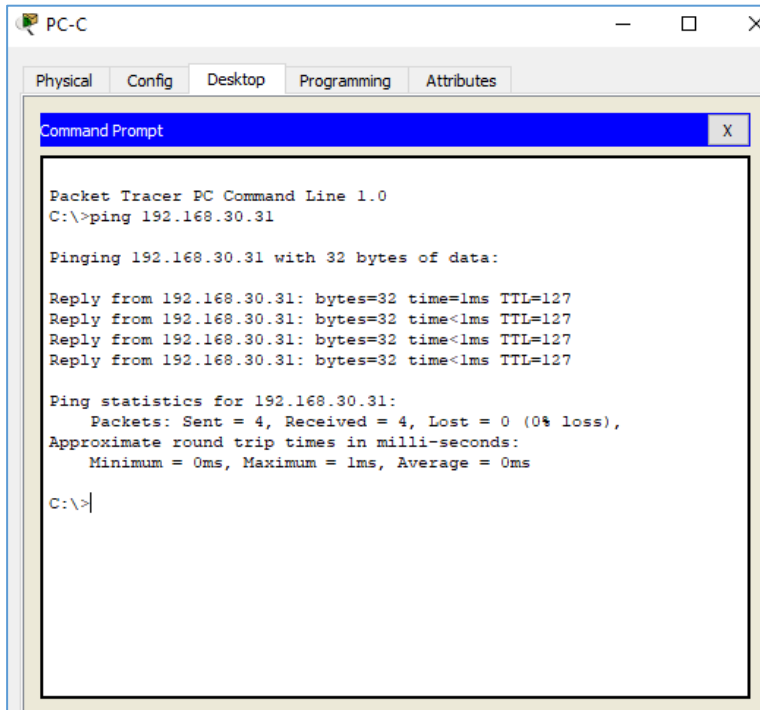 PC-C
Physical Config Desktop Programming Attributes
Command Prompt X
Packet Tracer PC Command Line 1.0
C:\>ping 192.168.30.31
Pinging 192.168.30.31 with 32 bytes of data:
Reply from 192.168.30.31: bytes=32 time=1ms TTL=127
Reply from 192.168.30.31: bytes=32 time<1ms TTL=127
Reply from 192.168.30.31: bytes=32 time<1ms TTL=127
Reply from 192.168.30.31: bytes=32 time<1ms TTL=127
Ping statistics for 192.168.30.31:
Packets: Sent = 4, Received = 4, Lost = 0 (0% loss),
Approximate round trip times in milli-seconds:
Minimum = 0ms, Maximum = 1ms, Average = 0ms
C:\>